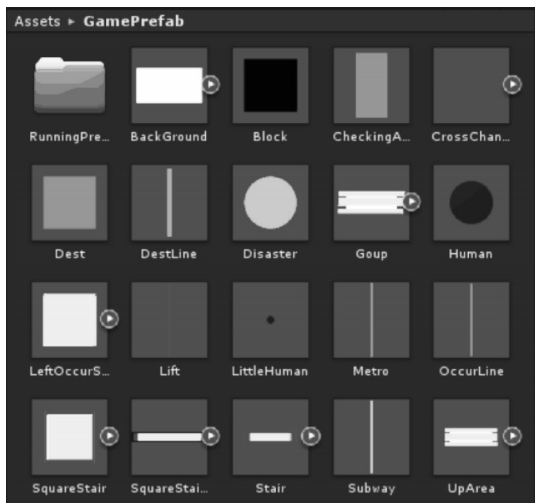 Assets ▸ GamePrefab
RunningPre... BackGround Block CheckingA... CrossChan...
Dest DestLine Disaster Goup Human
LeftOccurS... Lift LittleHuman Metro OccurLine
SquareStair SquareStai... Stair Subway UpArea